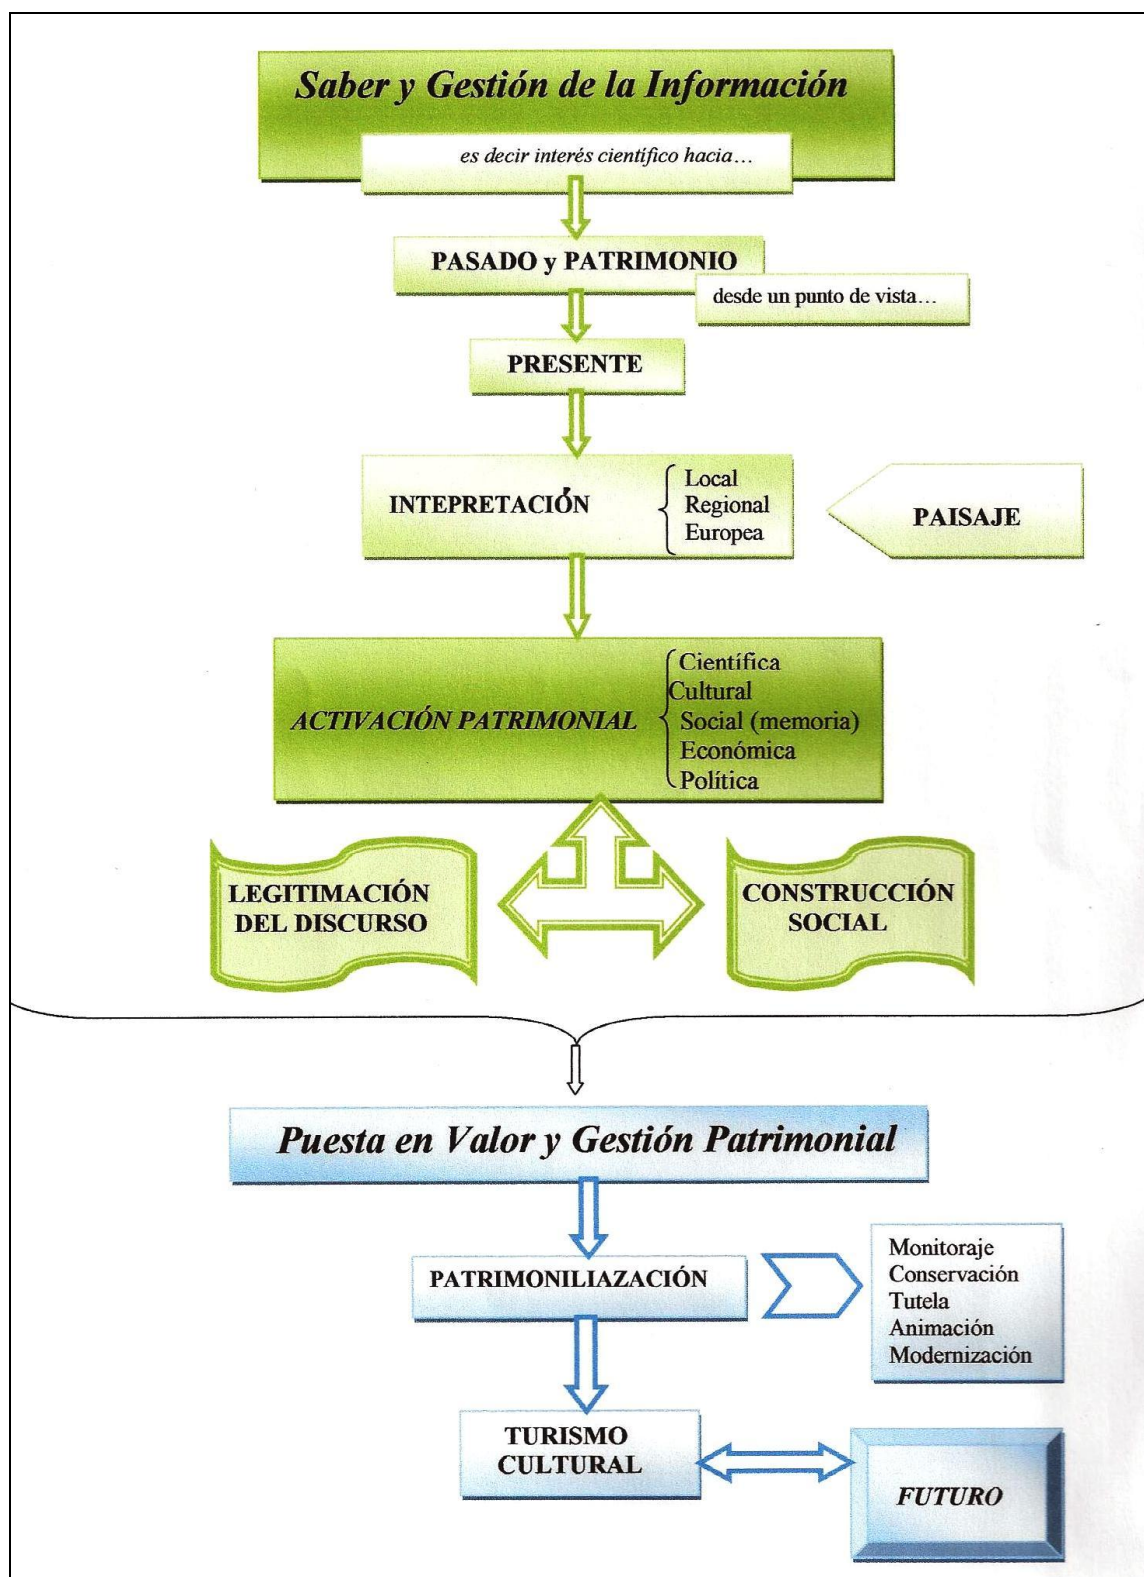 Saber y Gestión de la Información
es decir interés científico hacia…
PASADO y PATRIMONIO
desde un punto de vista…
PRESENTE
INTEPRETACIÓN
Local
Regional
Europea
PAISAJE
ACTIVACIÓN PATRIMONIAL
Científica
Cultural
Social (memoria)
Económica
Política
LEGITIMACIÓN
DEL DISCURSO
CONSTRUCCIÓN
SOCIAL
Puesta en Valor y Gestión Patrimonial
PATRIMONILIAZACIÓN
Monitoraje
Conservación
Tutela
Animación
Modernización
TURISMO
CULTURAL
FUTURO